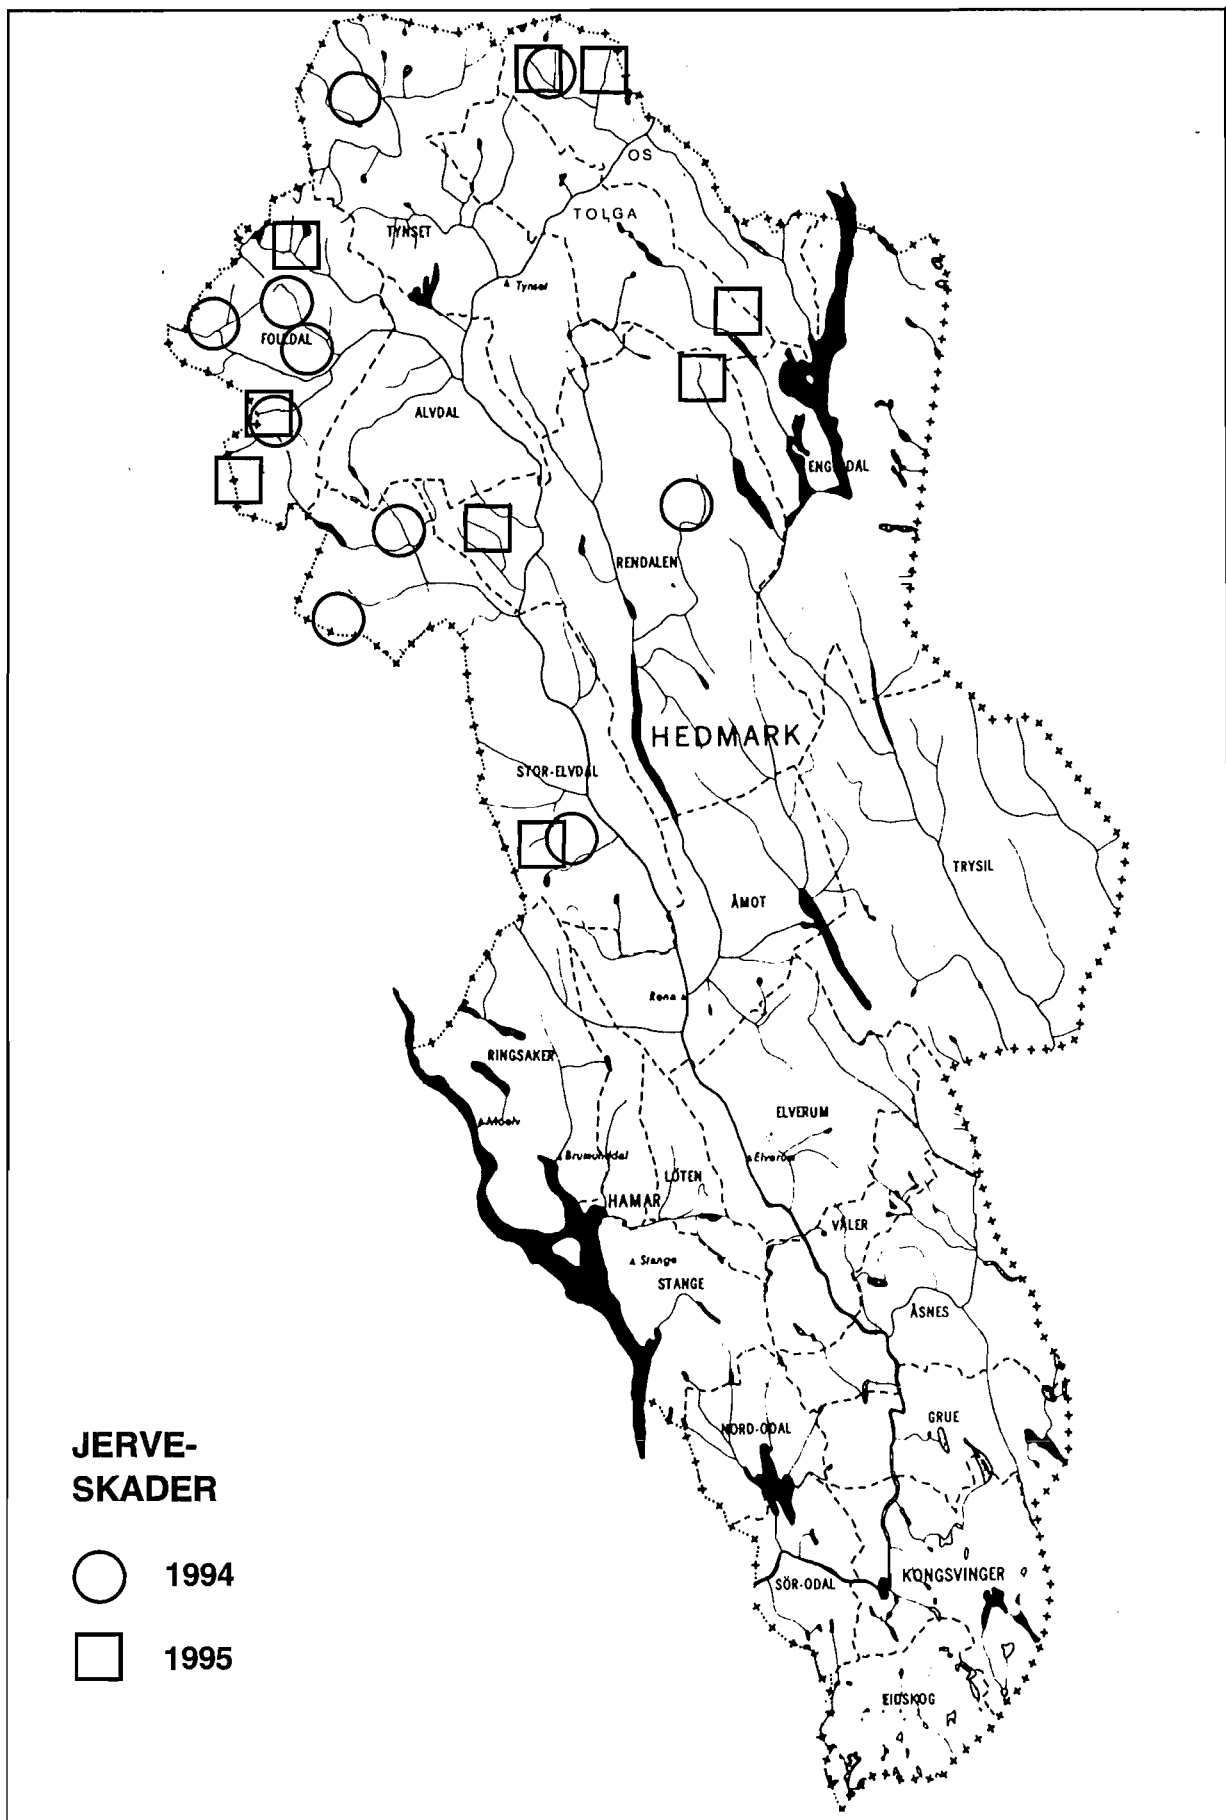 OS
TOLGA
TYNSET
Tynset
FOLLDAL
ALVDAL
ENGERDAL
RENDALEN
HEDMARK
STOR-ELVDAL
TRYSIL
ÅMOT
Rena
RINGSAKER
ELVERUM
Moelv
Brumunddal
Elverum
LÖTEN
HAMAR
VÅLER
Stange
STANGE
ÅSNES
GRUE
NORD-ODAL
JERVE-
SKADER
1994
KONGSVINGER
SÖR-ODAL
1995
EIDSKOG